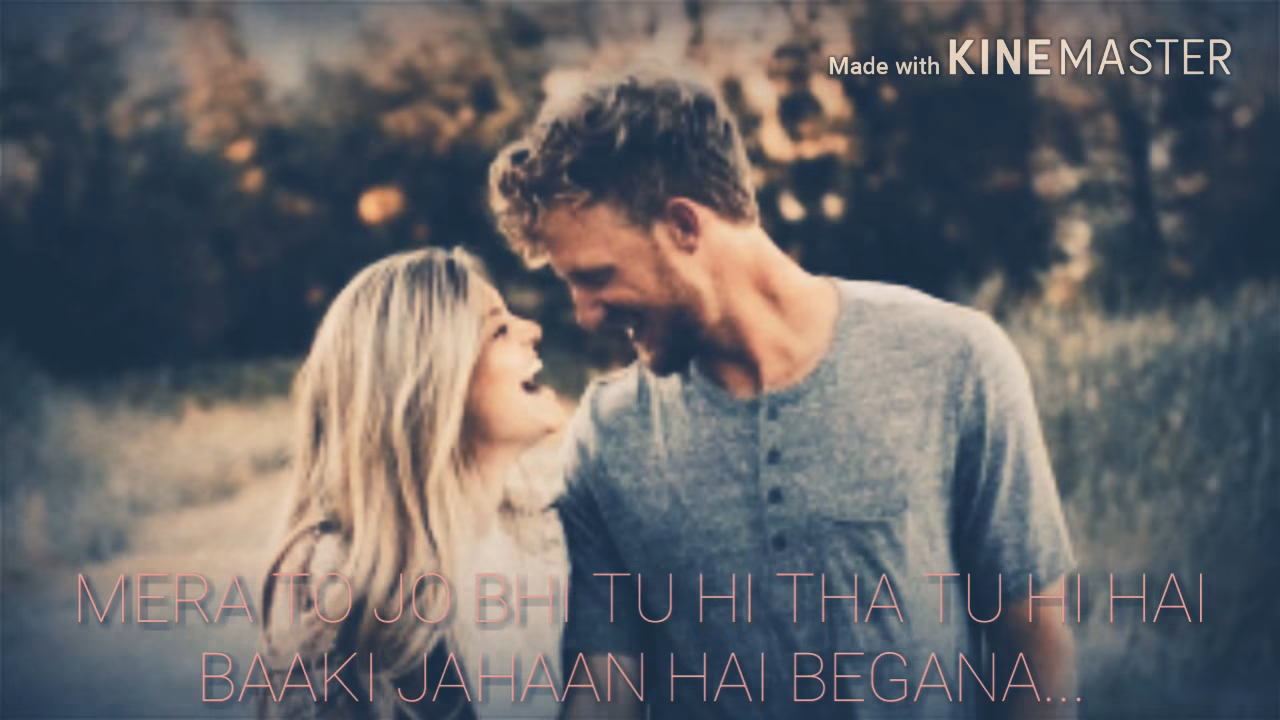 Made with KINEMASTER
MERA TO JO BHI TU HI THA TU HI HAI
BAAKI JAHAAN HAI BEGANA...